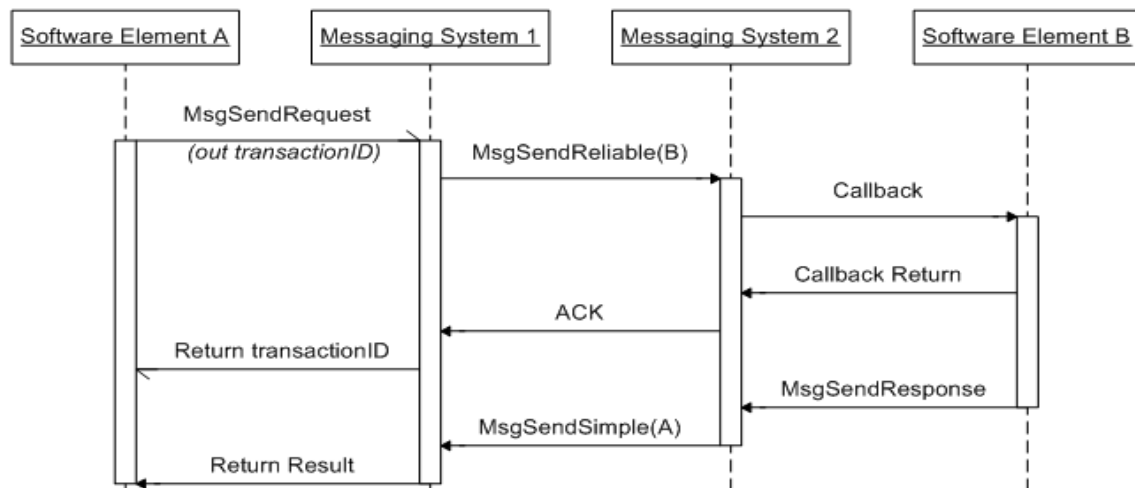 Software Element A
Messaging System 1
Messaging System 2
Software Element B
MsgSendRequest
(out transactionID)
MsgSendReliable(B)
Callback
Callback Return
ACK
Return transactionID
MsgSendResponse
MsgSendSimple(A)
Return Result